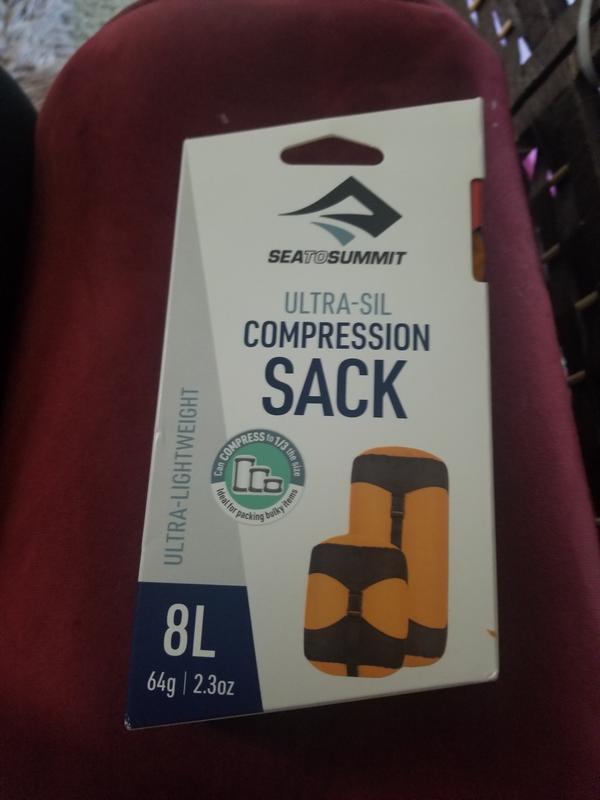 SEATOSUMMIT
ULTRA-SIL
COMPRESSION
SACK
ULTRA-LIGHTWEIGHT
Can COMPRESS to 1/3 the size
Ideal for packing bulky items
8L
64g | 2.3oz